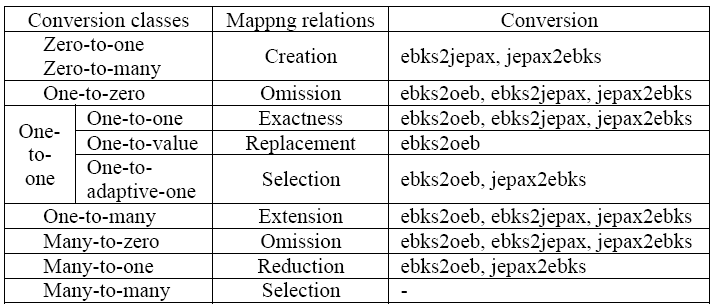 Conversion classes Mappng relations Conversion
Zero-to-one
Zero-to-many Creation ebks2jepax, jepax2ebks
One-to-zero Omission ebks2oeb, ebks2jepax, jepax2ebks
One-
to-
one
One-to-one Exactness ebks2oeb, ebks2jepax, jepax2ebks
One-to-value Replacement ebks2oeb
One-to-
adaptive-one Selection ebks2oeb, jepax2ebks
One-to-many Extension ebks2oeb, ebks2jepax, jepax2ebks
Many-to-zero Omission ebks2oeb, ebks2jepax, jepax2ebks
Many-to-one Reduction ebks2oeb, jepax2ebks
Many-to-many Selection -